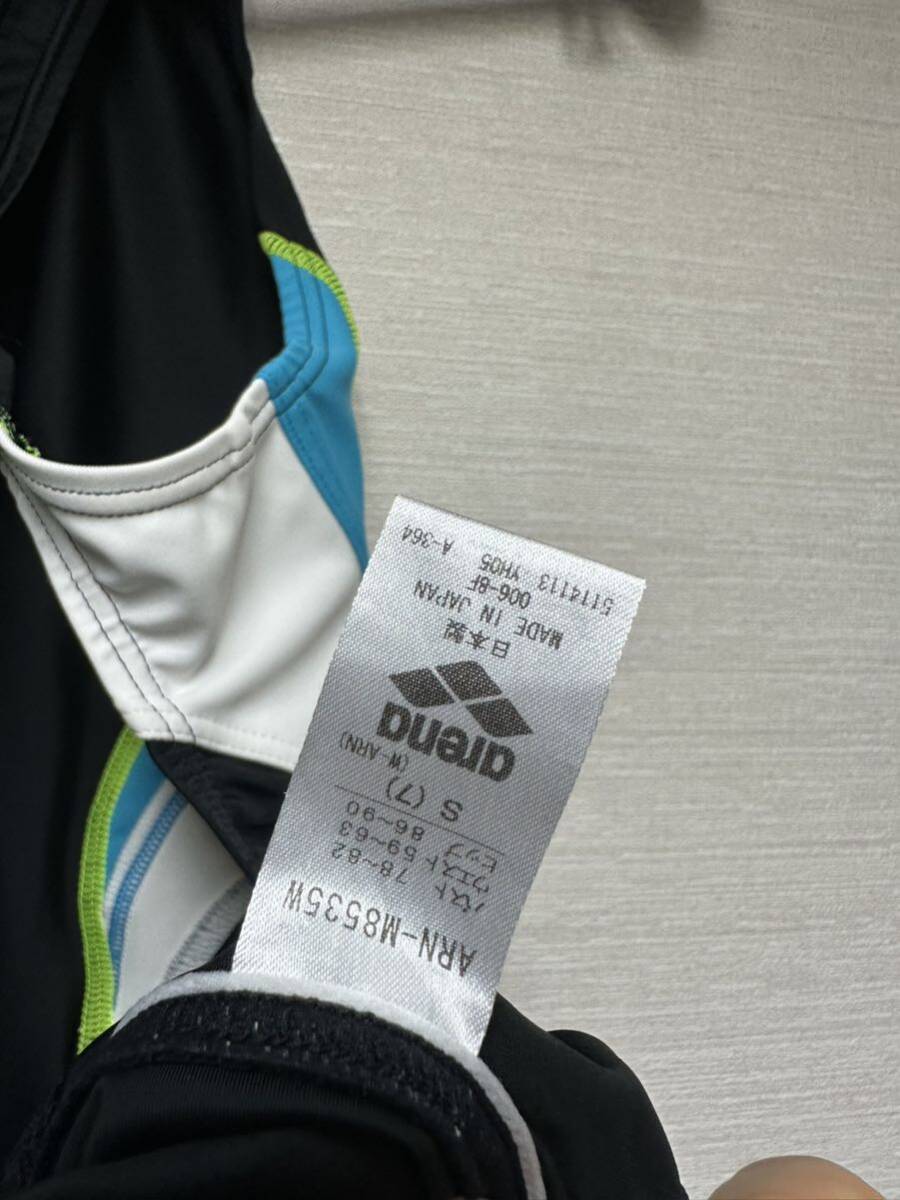 ARN-M8535W
バスト 78~82
ウエスト 59~63
ヒップ 86~90
S (7)
(W-ARN)
arena
日本製
MADE IN JAPAN
006-8F
5114113 YH05 A-364